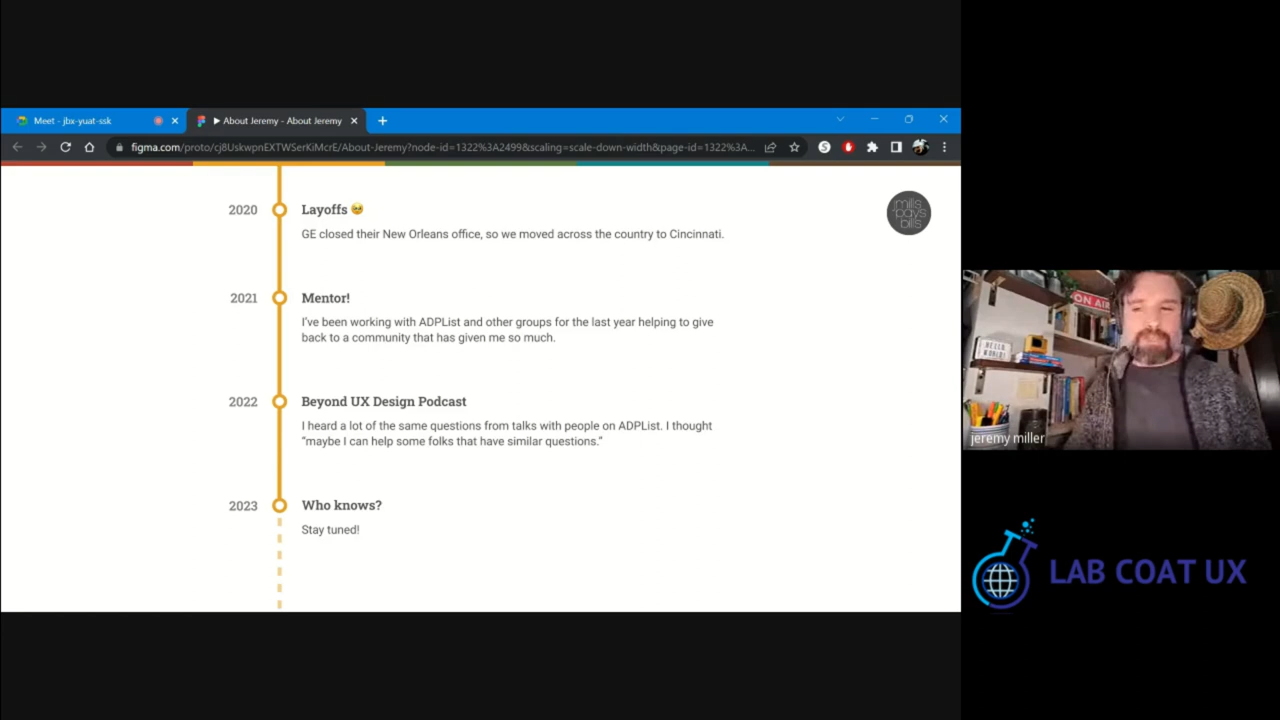 Meet - jbx-yuat-ssk
About Jeremy - About Jeremy
figma.com/proto/cj8UskwpnEXTWSerKiMcrE/About-Jeremy?node-id=1322%3A2499&scaling=scale-down-width&page-id=1322%3A...
2020
Layoffs 🥹
GE closed their New Orleans office, so we moved across the country to Cincinnati.
mills
pays
bills
2021
Mentor!
I've been working with ADPList and other groups for the last year helping to give
back to a community that has given me so much.
2022
Beyond UX Design Podcast
I heard a lot of the same questions from talks with people on ADPList. I thought
“maybe I can help some folks that have similar questions.”
2023
Who knows?
Stay tuned!
ON AIR
HELLO
WORLD!
jeremy miller
LAB COAT UX